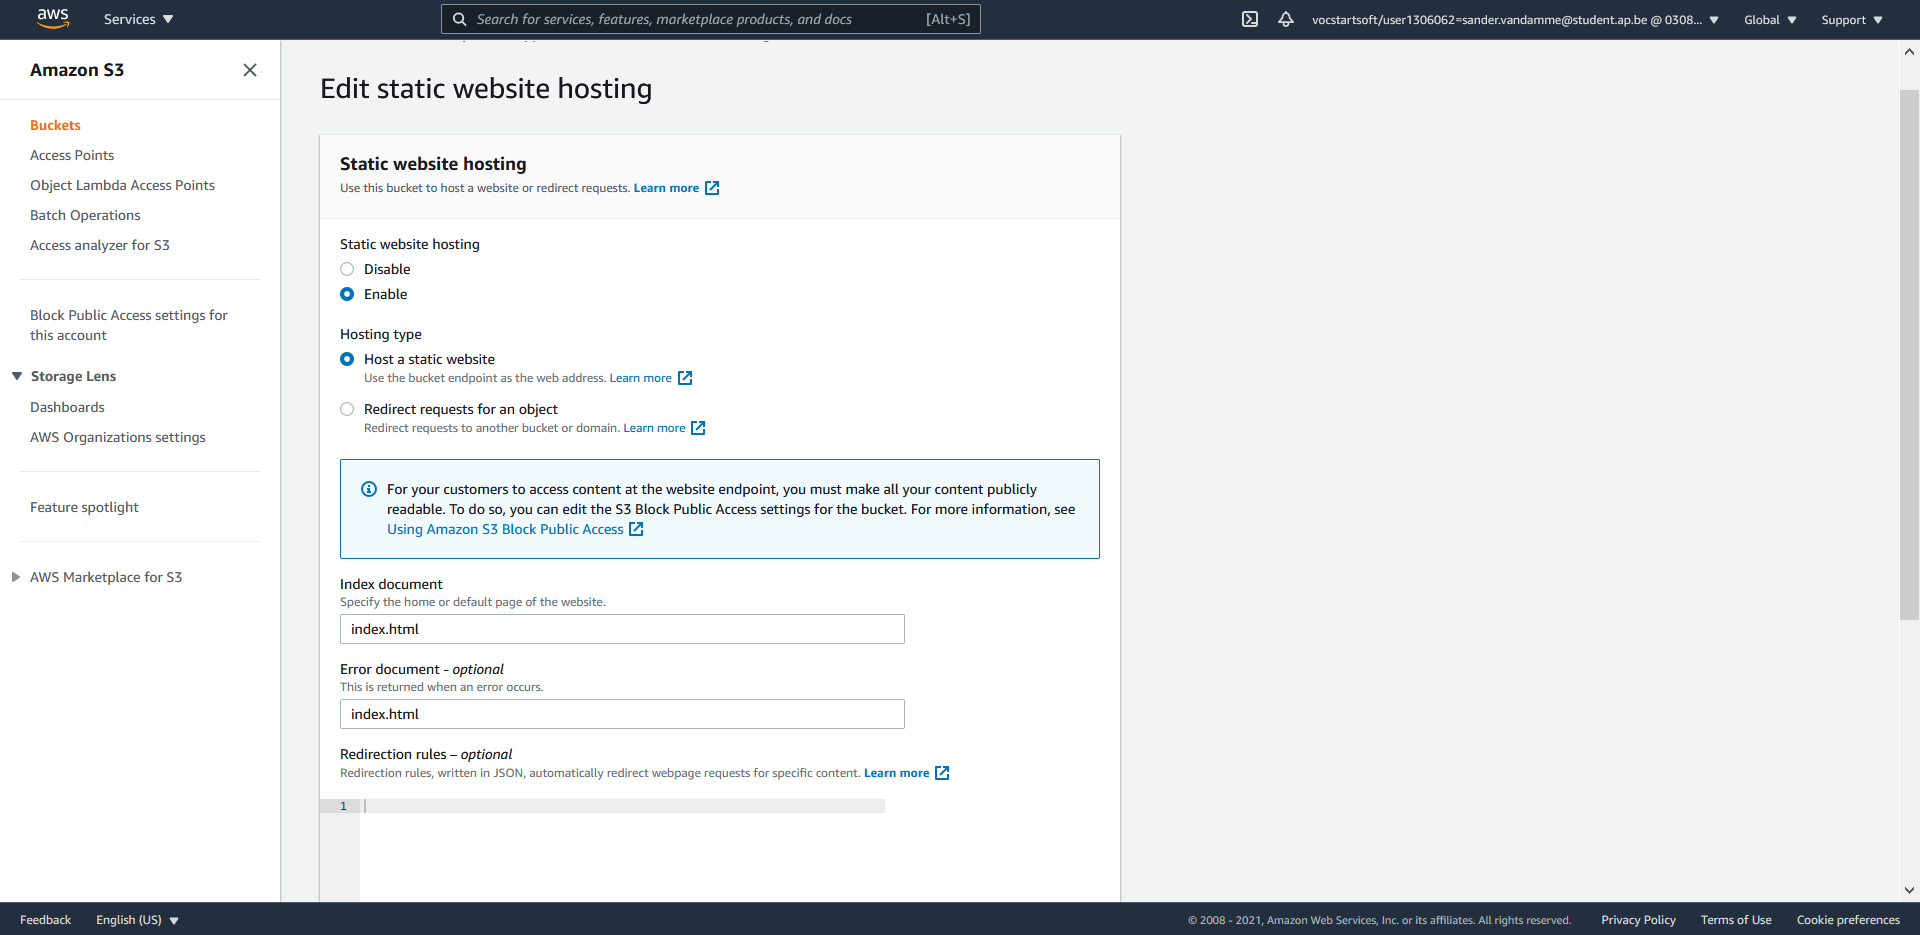 aws
Services
Search for services, features, marketplace products, and docs
[Alt+S]
vocstartsoft/user1306062=sander.vandamme@student.ap.be @ 0308...
Global
Support
Amazon S3
Buckets
Access Points
Object Lambda Access Points
Batch Operations
Access analyzer for S3
Block Public Access settings for
this account
Storage Lens
Dashboards
AWS Organizations settings
Feature spotlight
AWS Marketplace for S3
Edit static website hosting
Static website hosting
Use this bucket to host a website or redirect requests. Learn more
Static website hosting
Disable
Enable
Hosting type
Host a static website
Use the bucket endpoint as the web address. Learn more
Redirect requests for an object
Redirect requests to another bucket or domain. Learn more
For your customers to access content at the website endpoint, you must make all your content publicly
readable. To do so, you can edit the S3 Block Public Access settings for the bucket. For more information, see
Using Amazon S3 Block Public Access
Index document
Specify the home or default page of the website.
index.html
Error document - optional
This is returned when an error occurs.
index.html
Redirection rules – optional
Redirection rules, written in JSON, automatically redirect webpage requests for specific content. Learn more
1
Feedback
English (US)
© 2008 - 2021, Amazon Web Services, Inc. or its affiliates. All rights reserved.
Privacy Policy
Terms of Use
Cookie preferences